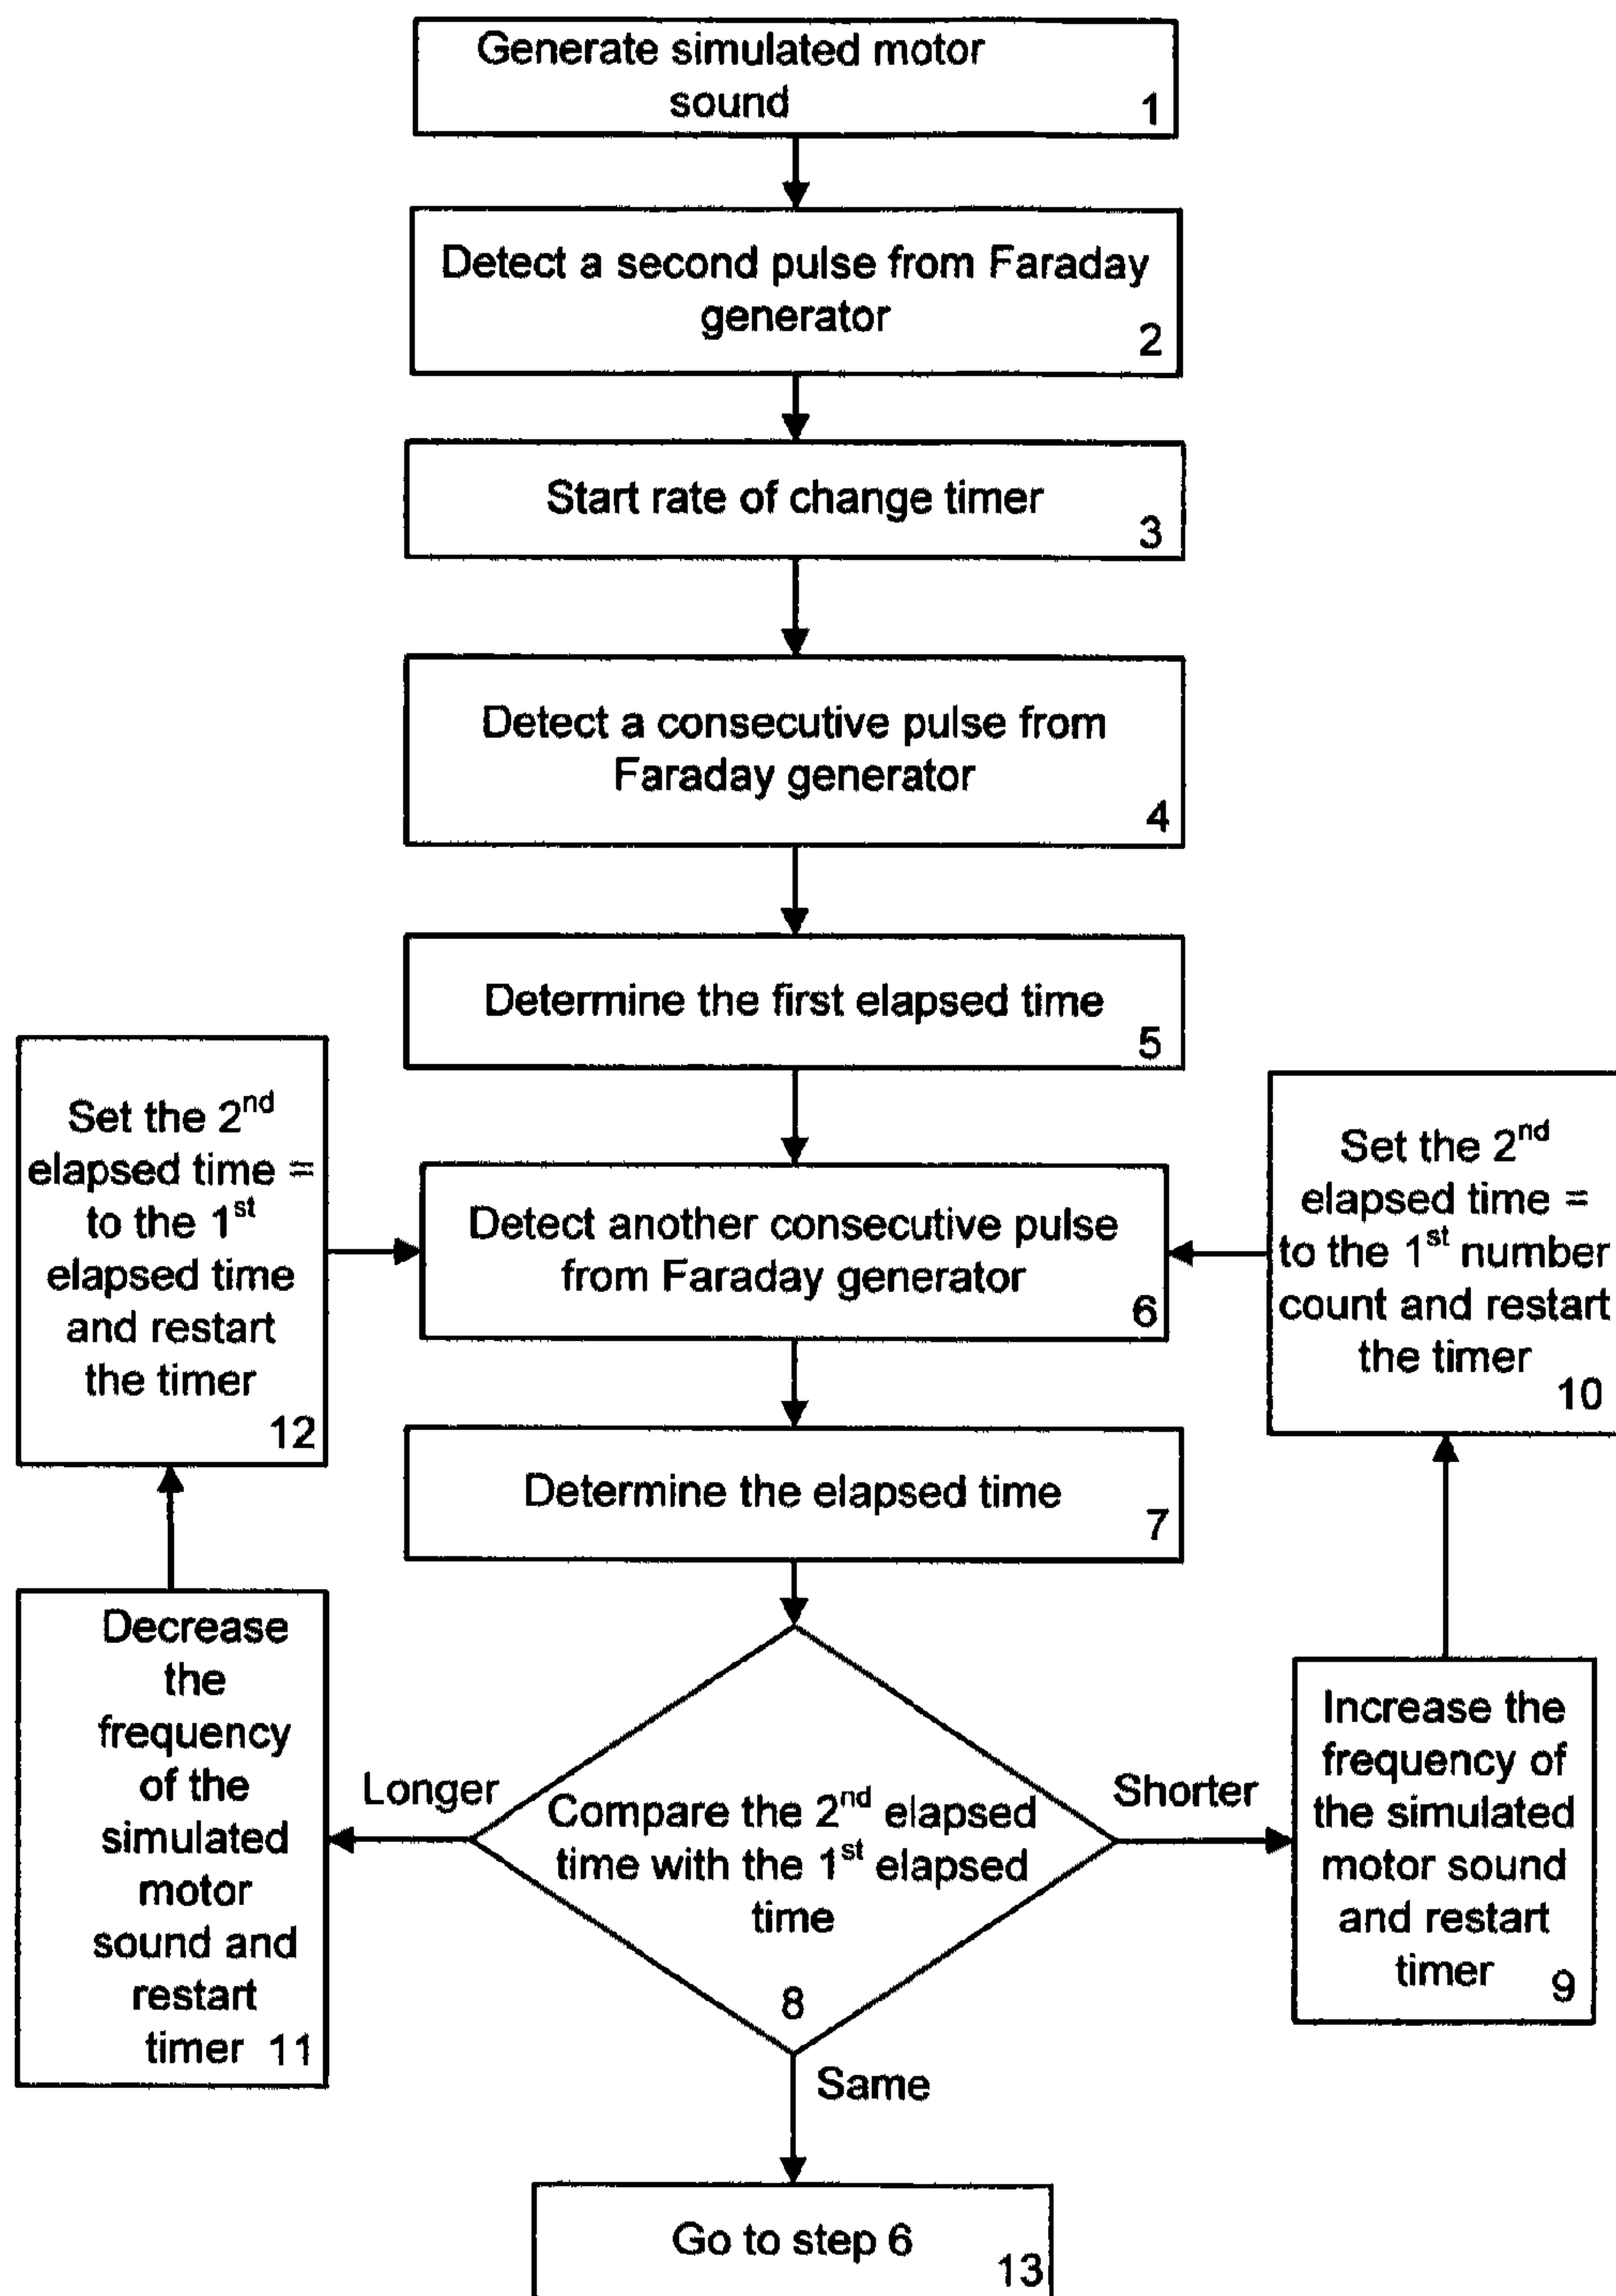 Generate simulated motor
sound
1
Detect a second pulse from Faraday
generator
2
Start rate of change timer
3
Detect a consecutive pulse from
Faraday generator
4
Determine the first elapsed time
5
Set the 2nd
elapsed time =
to the 1st
elapsed time
and restart
the timer
12
Detect another consecutive pulse
from Faraday generator
6
Set the 2nd
elapsed time =
to the 1st number
count and restart
the timer
10
Determine the elapsed time
7
Decrease
the
frequency
of the
simulated
motor
sound and
restart
timer 11
Longer
Compare the 2nd elapsed
time with the 1st elapsed
time
8
Shorter
Increase the
frequency of
the simulated
motor sound
and restart
timer 9
Same
Go to step 6
13